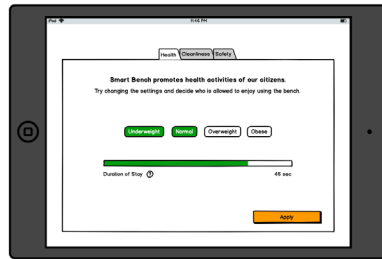 iPad
11:45 PM
Health Cleanliness Safety
Smart Bench promotes health activities of our citizens.
Try changing the settings and decide who is allowed to enjoy using the bench.
Underweight Normal Overweight Obese
Duration of Stay ? 45 sec
Apply